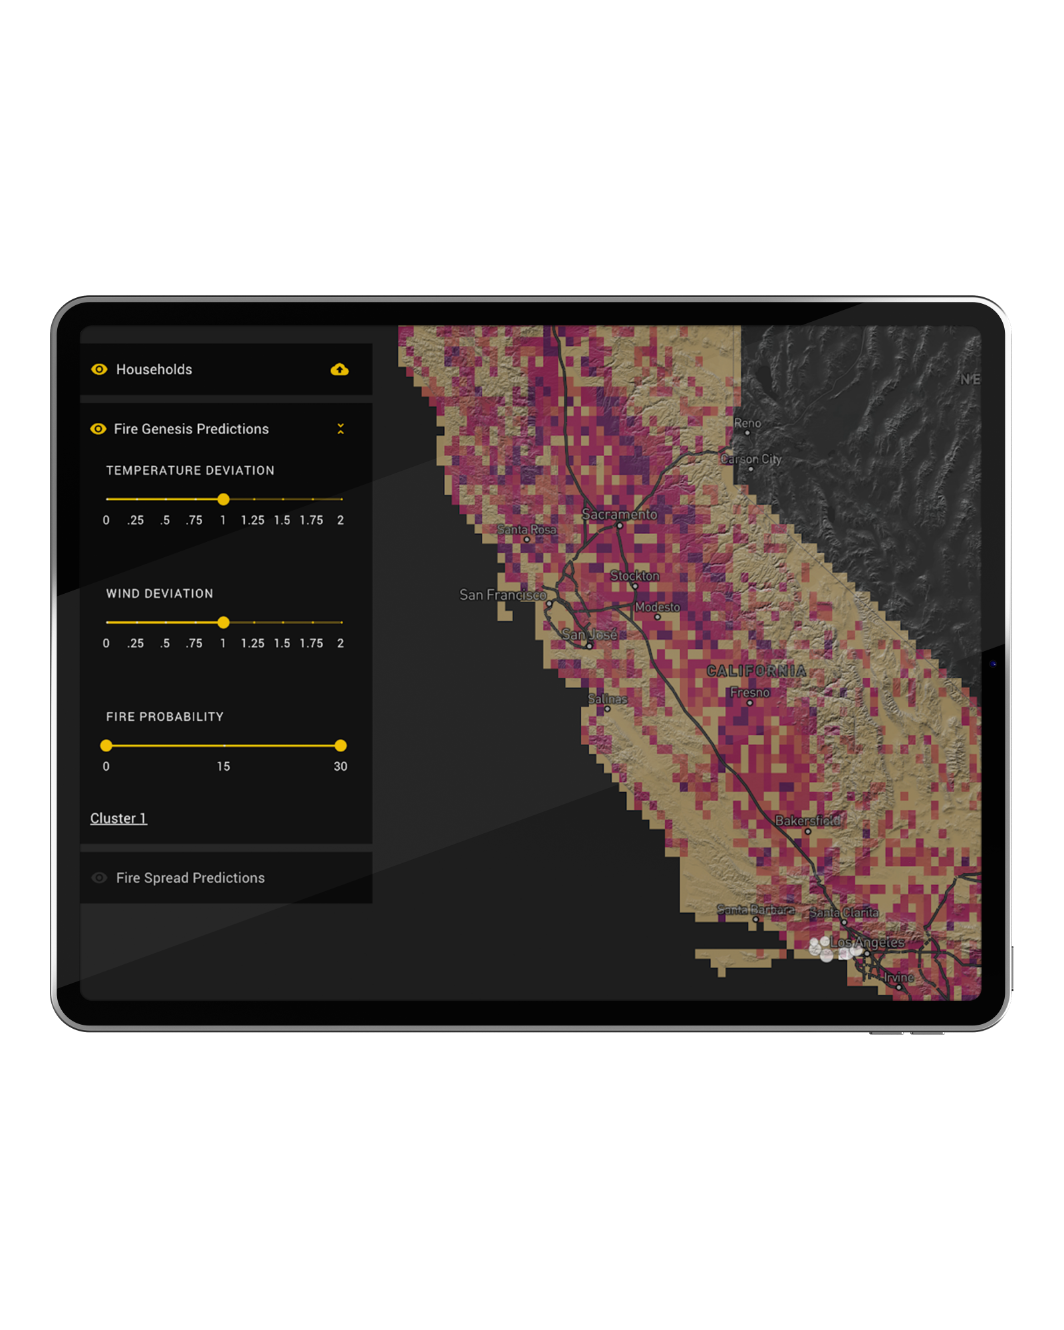 Households
Fire Genesis Predictions
TEMPERATURE DEVIATION
0 .25 .5 .75 1 1.25 1.5 1.75 2
WIND DEVIATION
0 .25 .5 .75 1 1.25 1.5 1.75 2
FIRE PROBABILITY
0 15 30
Cluster 1
Fire Spread Predictions
NE
Reno
Carson City
Sacramento
Santa Rosa
Stockton
San Francisco
Modesto
San José
CALIFORNIA
Fresno
Salinas
Bakersfield
Santa Barbara
Santa Clarita
Los Angeles
Irvine